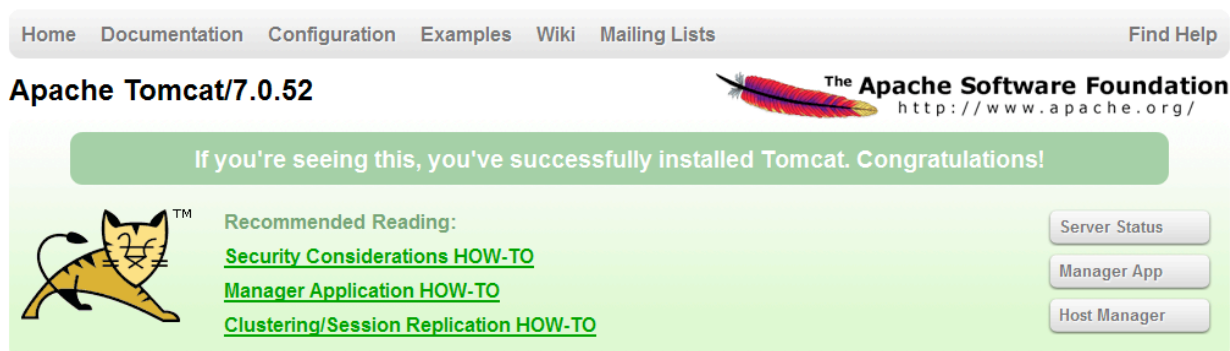 Home Documentation Configuration Examples Wiki Mailing Lists Find Help
Apache Tomcat/7.0.52
The Apache Software Foundation
http://www.apache.org/
If you're seeing this, you've successfully installed Tomcat. Congratulations!
TM
Recommended Reading:
Security Considerations HOW-TO
Manager Application HOW-TO
Clustering/Session Replication HOW-TO
Server Status
Manager App
Host Manager